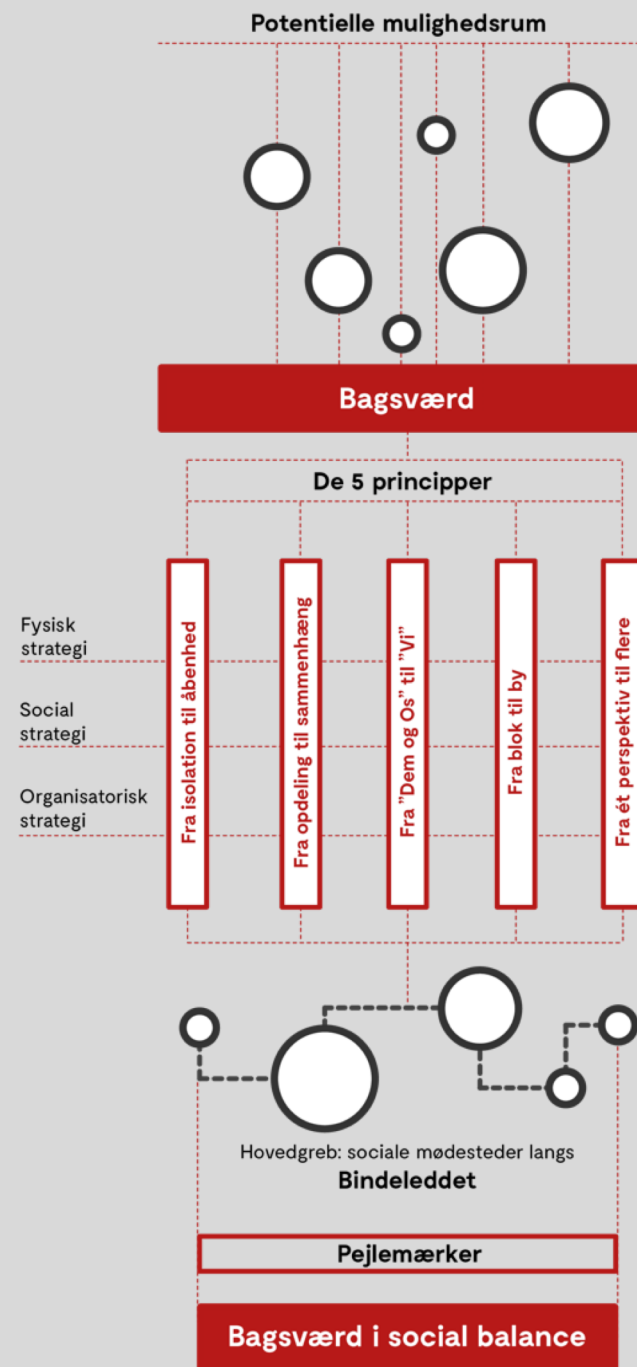 Potentielle mulighedsrum
Bagsværd
De 5 principper
Fysisk
strategi
Social
strategi
Organisatorisk
strategi
Fra isolation til åbenhed
Fra opdeling til sammenhæng
Fra ”Dem og Os” til ”Vi”
Fra blok til by
Fra ét perspektiv til flere
Hovedgreb: sociale mødesteder langs
Bindeleddet
Pejlemærker
Bagsværd i social balance